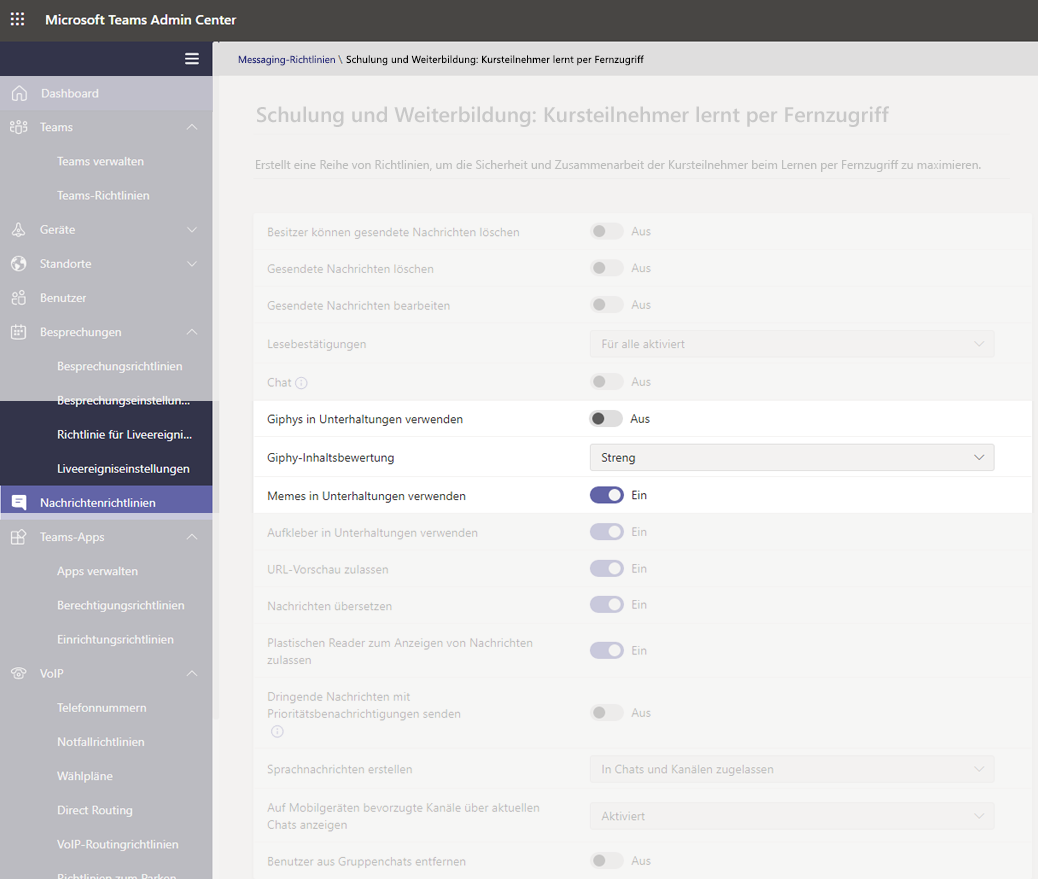 Microsoft Teams Admin Center
Messaging-Richtlinien \ Schulung und Weiterbildung: Kursteilnehmer lernt per Fernzugriff
Dashboard
Teams
Teams verwalten
Teams-Richtlinien
Geräte
Standorte
Benutzer
Besprechungen
Besprechungsrichtlinien
Besprechungseinstellun...
Richtlinie für Liveereigni...
Liveereigniseinstellungen
Nachrichtenrichtlinien
Teams-Apps
Apps verwalten
Berechtigungsrichtlinien
Einrichtungsrichtlinien
VoIP
Telefonnummern
Notfallrichtlinien
Wählpläne
Direct Routing
VoIP-Routingrichtlinien
Richtlinien zum Parken
Schulung und Weiterbildung: Kursteilnehmer lernt per Fernzugriff
Erstellt eine Reihe von Richtlinien, um die Sicherheit und Zusammenarbeit der Kursteilnehmer beim Lernen per Fernzugriff zu maximieren.
Besitzer können gesendete Nachrichten löschen Aus
Gesendete Nachrichten löschen Aus
Gesendete Nachrichten bearbeiten Aus
Lesebestätigungen Für alle aktiviert
Chat Aus
Giphys in Unterhaltungen verwenden Aus
Giphy-Inhaltsbewertung Streng
Memes in Unterhaltungen verwenden Ein
Aufkleber in Unterhaltungen verwenden Ein
URL-Vorschau zulassen Ein
Nachrichten übersetzen Ein
Plastischen Reader zum Anzeigen von Nachrichten
zulassen Ein
Dringende Nachrichten mit
Prioritätsbenachrichtigungen senden Aus
Sprachnachrichten erstellen In Chats und Kanälen zugelassen
Auf Mobilgeräten bevorzugte Kanäle über aktuellen
Chats anzeigen Aktiviert
Benutzer aus Gruppenchats entfernen Aus